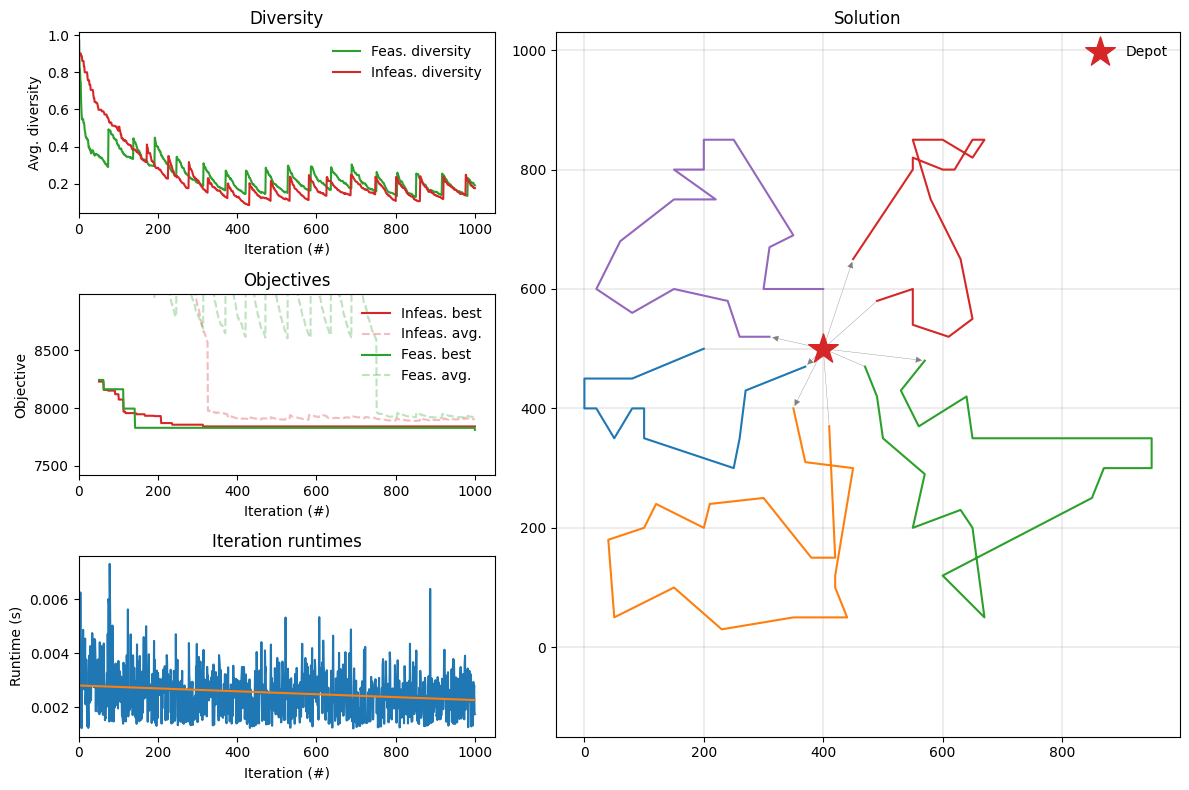 Diversity
1.0
0.8
0.6
0.4
0.2
Avg. diversity
Feas. diversity
Infeas. diversity
0 200 400 600 800 1000
Iteration (#)
Objectives
8500
8000
7500
Objective
Infeas. best
Infeas. avg.
Feas. best
Feas. avg.
0 200 400 600 800 1000
Iteration (#)
Iteration runtimes
0.006
0.004
0.002
Runtime (s)
0 200 400 600 800 1000
Iteration (#)
Solution
Depot
1000
800
600
400
200
0
0 200 400 600 800